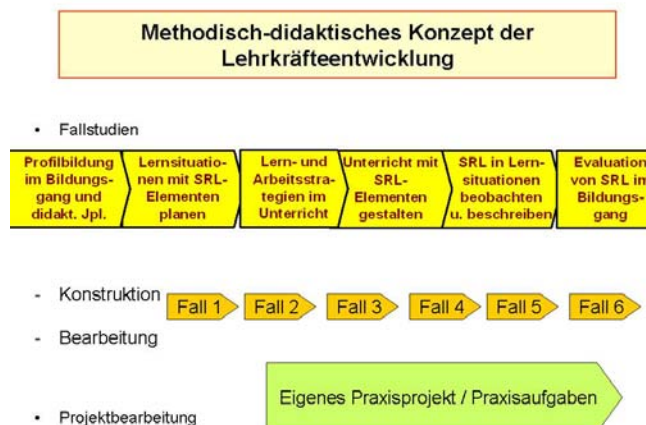 Methodisch-didaktisches Konzept der
Lehrkräfteentwicklung
• Fallstudien
Profilbildung
im Bildungs-
gang und
didakt. Jpl.
Lernsituatio-
nen mit SRL-
Elementen
planen
Lern- und
Arbeitsstra-
tegien im
Unterricht
Unterricht mit
SRL-
Elementen
gestalten
SRL in Lern-
situationen
beobachten
u. beschreiben
Evaluation
von SRL im
Bildungs-
gang
- Konstruktion
Fall 1
Fall 2
Fall 3
Fall 4
Fall 5
Fall 6
- Bearbeitung
Eigenes Praxisprojekt / Praxisaufgaben
• Projektbearbeitung